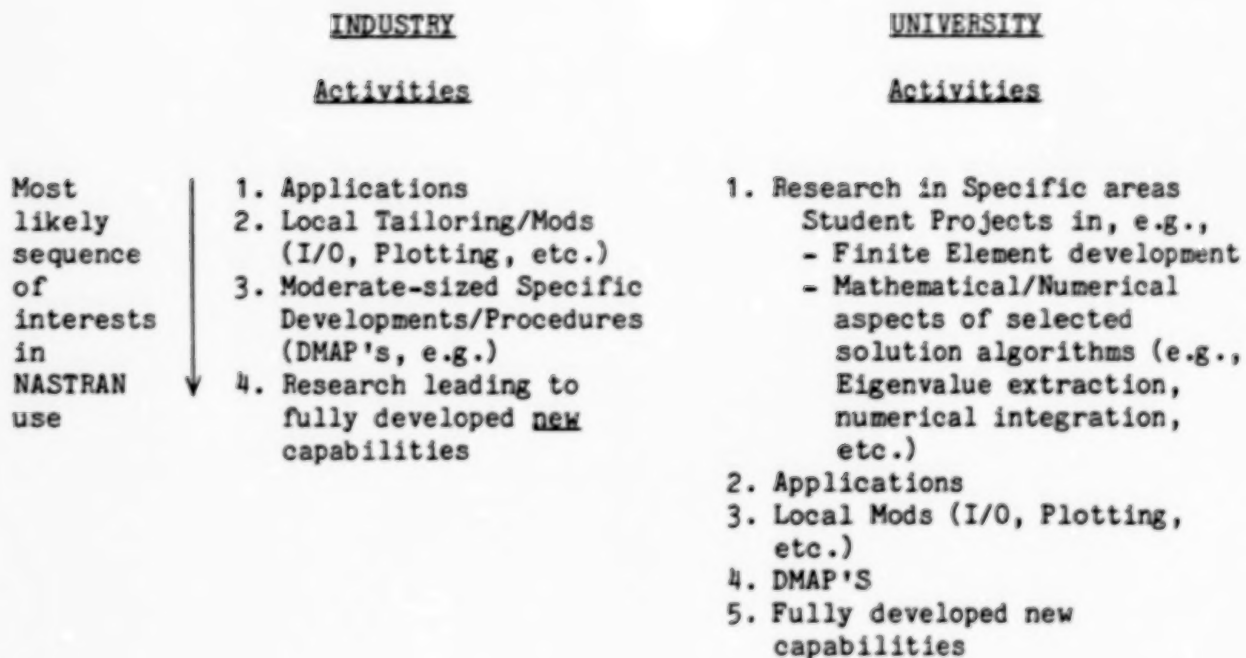 INDUSTRY
Activities
Most
likely
sequence
of
interests
in
NASTRAN
use
1. Applications
2. Local Tailoring/Mods
(I/O, Plotting, etc.)
3. Moderate-sized Specific
Developments/Procedures
(DMAP's, e.g.)
4. Research leading to
fully developed new
capabilities
UNIVERSITY
Activities
1. Research in Specific areas
Student Projects in, e.g.,
- Finite Element development
- Mathematical/Numerical
aspects of selected
solution algorithms (e.g.,
Eigenvalue extraction,
numerical integration,
etc.)
2. Applications
3. Local Mods (I/O, Plotting,
etc.)
4. DMAP'S
5. Fully developed new
capabilities